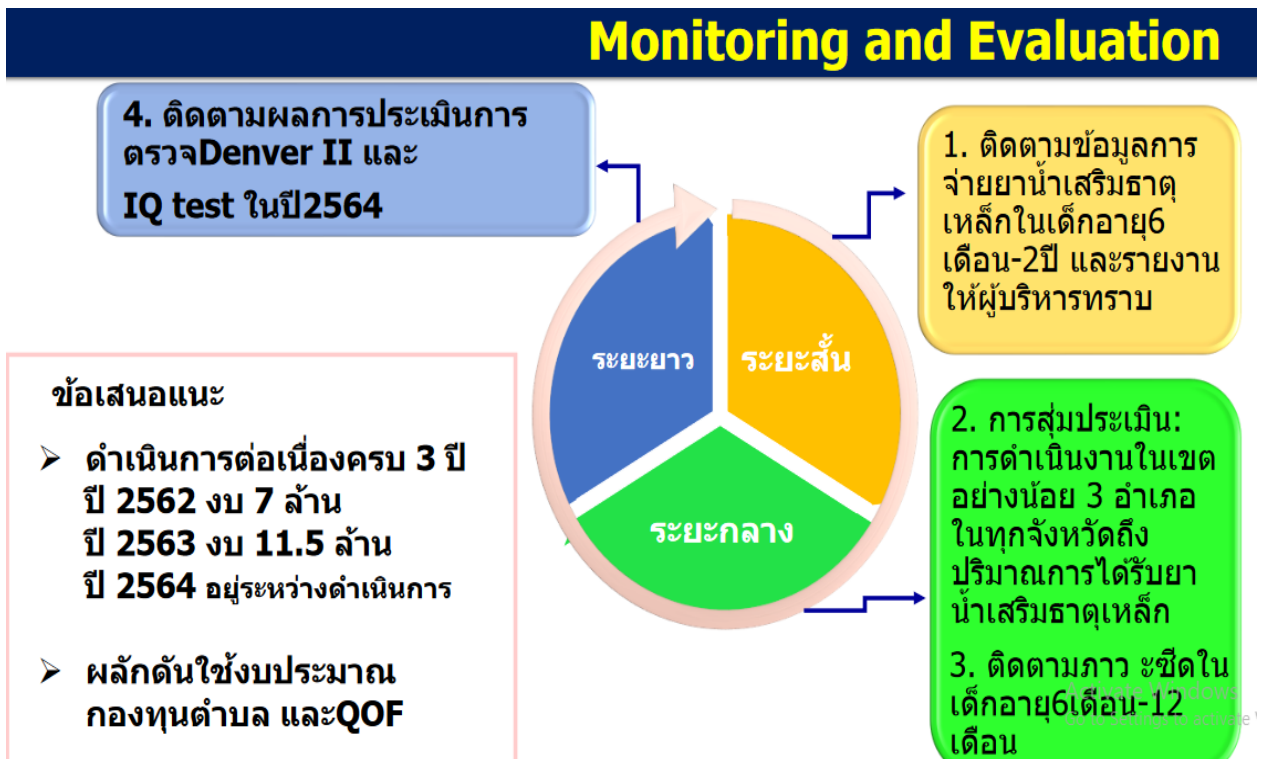 Monitoring and Evaluation
4. ติดตามผลการประเมินการ
ตรวจDenver II และ
IQ test ในปี2564
1. ติดตามข้อมูลการ
จ่ายยาน้ำเสริมธาตุ
เหล็กในเด็กอายุ6
เดือน-2ปี และรายงาน
ให้ผู้บริหารทราบ
ระยะยาว
ระยะสั้น
ระยะกลาง
2. การสุ่มประเมิน:
การดำเนินงานในเขต
อย่างน้อย 3 อำเภอ
ในทุกจังหวัดถึง
ปริมาณการได้รับยา
น้ำเสริมธาตุเหล็ก
3. ติดตามภาว ะซีดใน
เด็กอายุ6เดือน-12
เดือน
ข้อเสนอแนะ
➢ ดำเนินการต่อเนื่องครบ 3 ปี
ปี 2562 งบ 7 ล้าน
ปี 2563 งบ 11.5 ล้าน
ปี 2564 อยู่ระหว่างดำเนินการ
➢ ผลักดันใช้งบประมาณ
กองทุนตำบล และQOF
Activate Windows